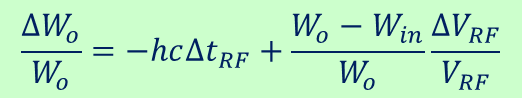 ΔW_o/W_o = −hcΔt_RF + (W_o − W_in)/W_o ΔV_RF/V_RF